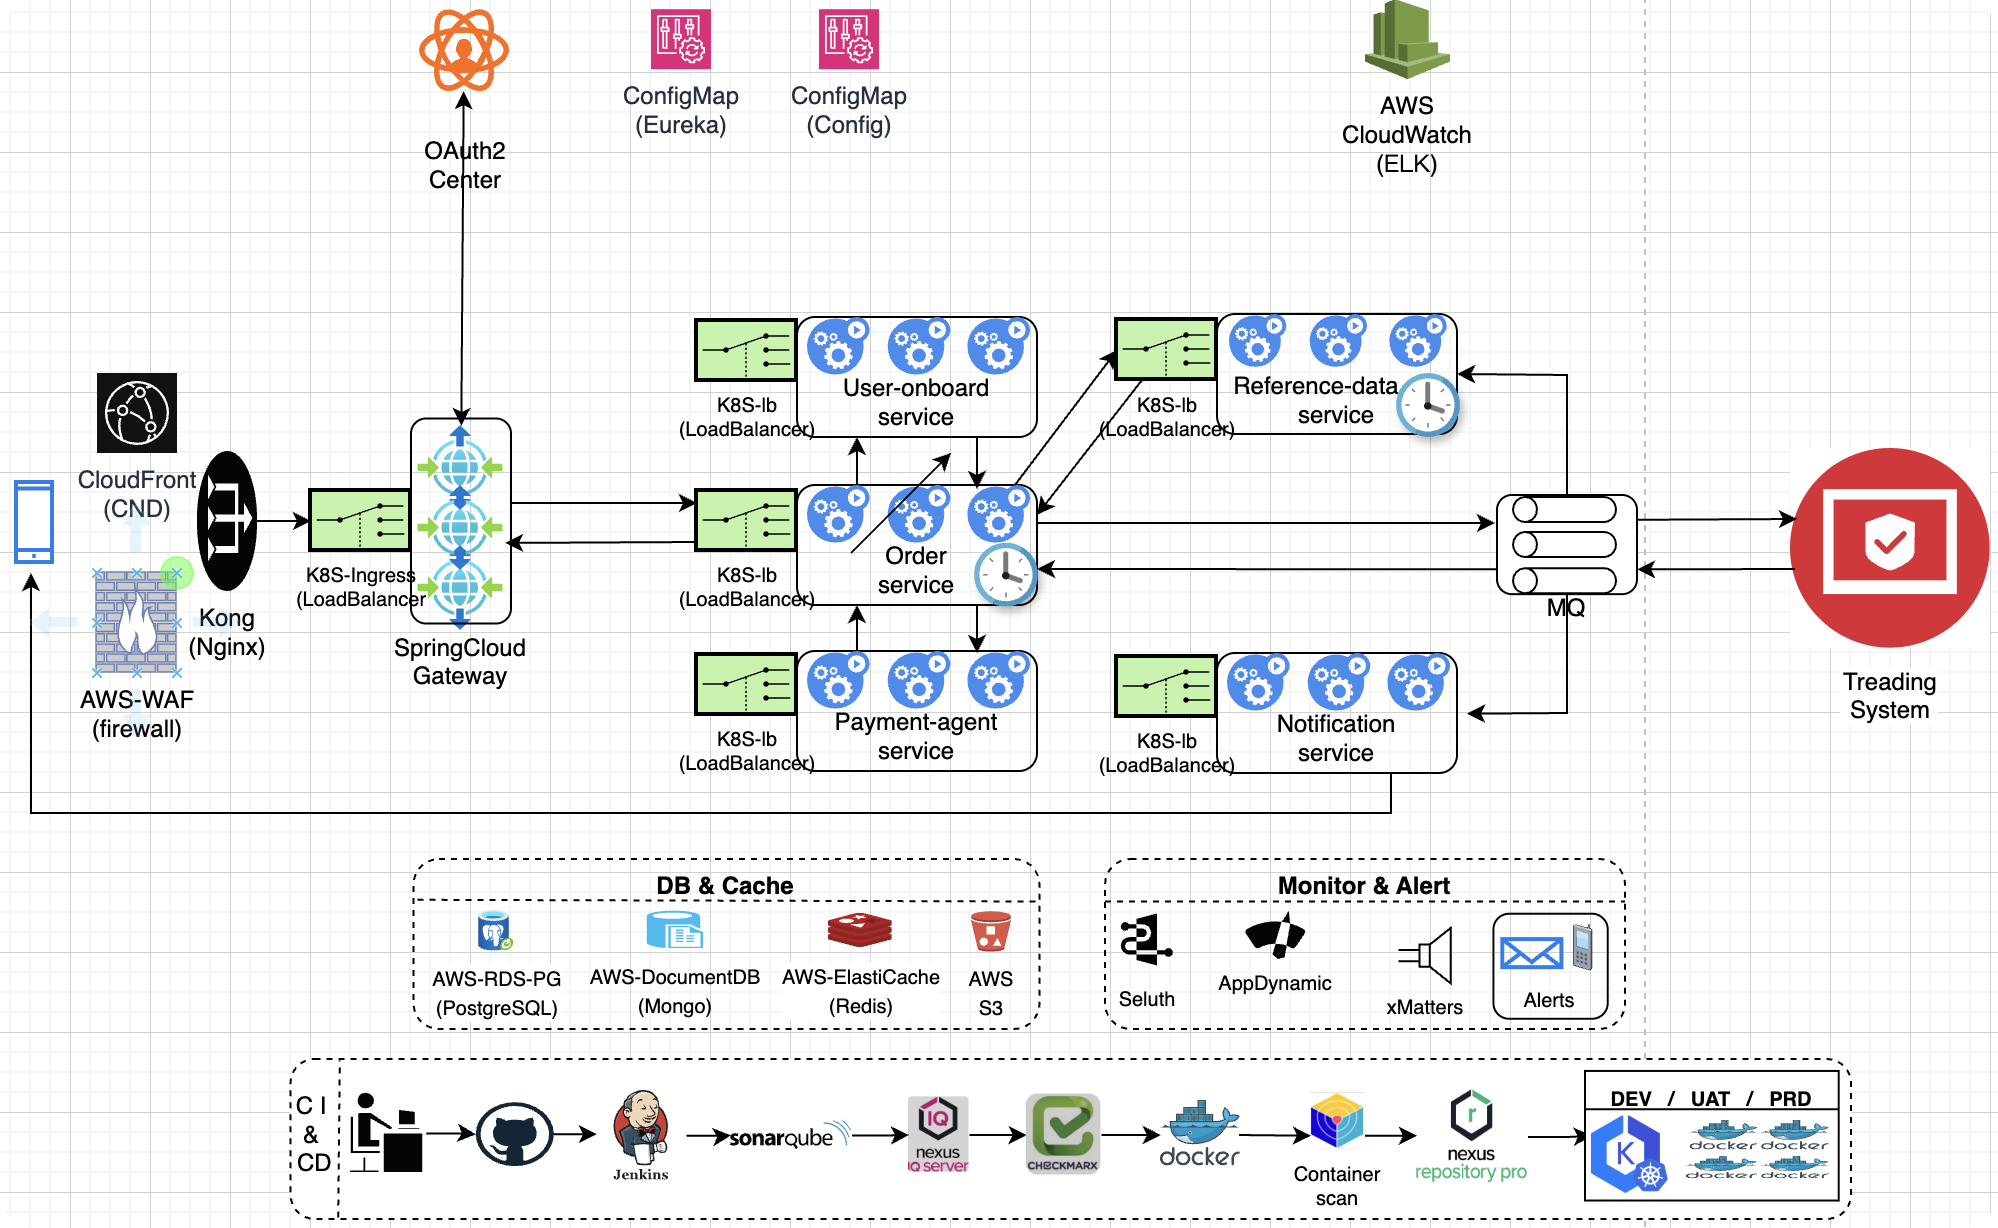 OAuth2
Center
ConfigMap
(Eureka)
ConfigMap
(Config)
AWS
CloudWatch
(ELK)
CloudFront
(CND)
AWS-WAF
(firewall)
Kong
(Nginx)
K8S-Ingress
(LoadBalancer
SpringCloud
Gateway
K8S-lb
(LoadBalancer)
User-onboard
service
K8S-lb
(LoadBalancer)
Reference-data
service
K8S-lb
(LoadBalancer)
Order
service
MQ
Treading
System
K8S-lb
(LoadBalancer)
Payment-agent
service
K8S-lb
(LoadBalancer)
Notification
service
DB & Cache
AWS-RDS-PG
(PostgreSQL)
AWS-DocumentDB
(Mongo)
AWS-ElastiCache
(Redis)
AWS
S3
Monitor & Alert
Seluth
AppDynamic
xMatters
Alerts
C I
&
CD
Jenkins
sonarqube
IQ
nexus
IQ server
CHECKMARX
docker
Container
scan
r
nexus
repository pro
DEV / UAT / PRD
K
docker
docker
docker
docker